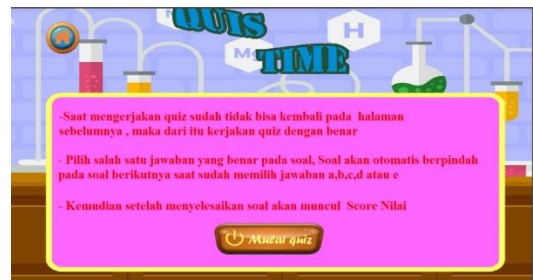 QUIS
TIME
H
-Saat mengerjakan quiz sudah tidak bisa kembali pada halaman
sebelumnya , maka dari itu kerjakan quiz dengan benar
- Pilih salah satu jawaban yang benar pada soal, Soal akan otomatis berpindah
pada soal berikutnya saat sudah memilih jawaban a,b,c,d atau e
- Kemudian setelah menyelesaikan soal akan muncul Score Nilai
Mulai quiz